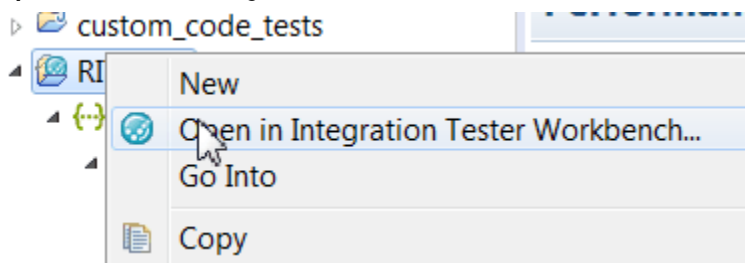 custom_code_tests
RI
New
Open in Integration Tester Workbench...
Go Into
Copy